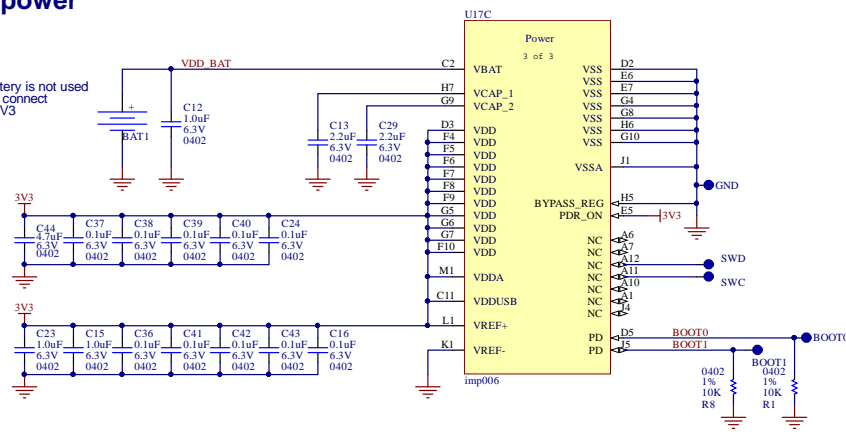 power
U17C
Power
3 of 3
tery is not used
connect
V3
VDD_BAT
+
BAT1
C12
1.0uF
6.3V
0402
C13
2.2uF
6.3V
0402
C29
2.2uF
6.3V
0402
C2 VBAT
H7 VCAP_1
G9 VCAP_2
D3 VDD
F4 VDD
F5 VDD
F6 VDD
F7 VDD
F8 VDD
F9 VDD
G5 VDD
G6 VDD
G7 VDD
F10 VDD
M1 VDDA
C11 VDDUSB
L1 VREF+
K1 VREF-
VSS D2
VSS E6
VSS E7
VSS G4
VSS G8
VSS H6
VSS G10
VSSA J1
GND
BYPASS_REG H5
PDR_ON E5 3V3
NC A6
NC A7
NC A12 SWD
NC A11 SWC
NC A10
NC A1
NC J4
PD D5 BOOT0 BOOT0
PD J5 BOOT1
BOOT1
imp006
3V3
C44
4.7uF
6.3V
0402
C37
0.1uF
6.3V
0402
C38
0.1uF
6.3V
0402
C39
0.1uF
6.3V
0402
C40
0.1uF
6.3V
0402
C24
0.1uF
6.3V
0402
3V3
C23
1.0uF
6.3V
0402
C15
1.0uF
6.3V
0402
C36
0.1uF
6.3V
0402
C41
0.1uF
6.3V
0402
C42
0.1uF
6.3V
0402
C43
0.1uF
6.3V
0402
C16
0.1uF
6.3V
0402
0402
1%
10K
R8
0402
1%
10K
R1